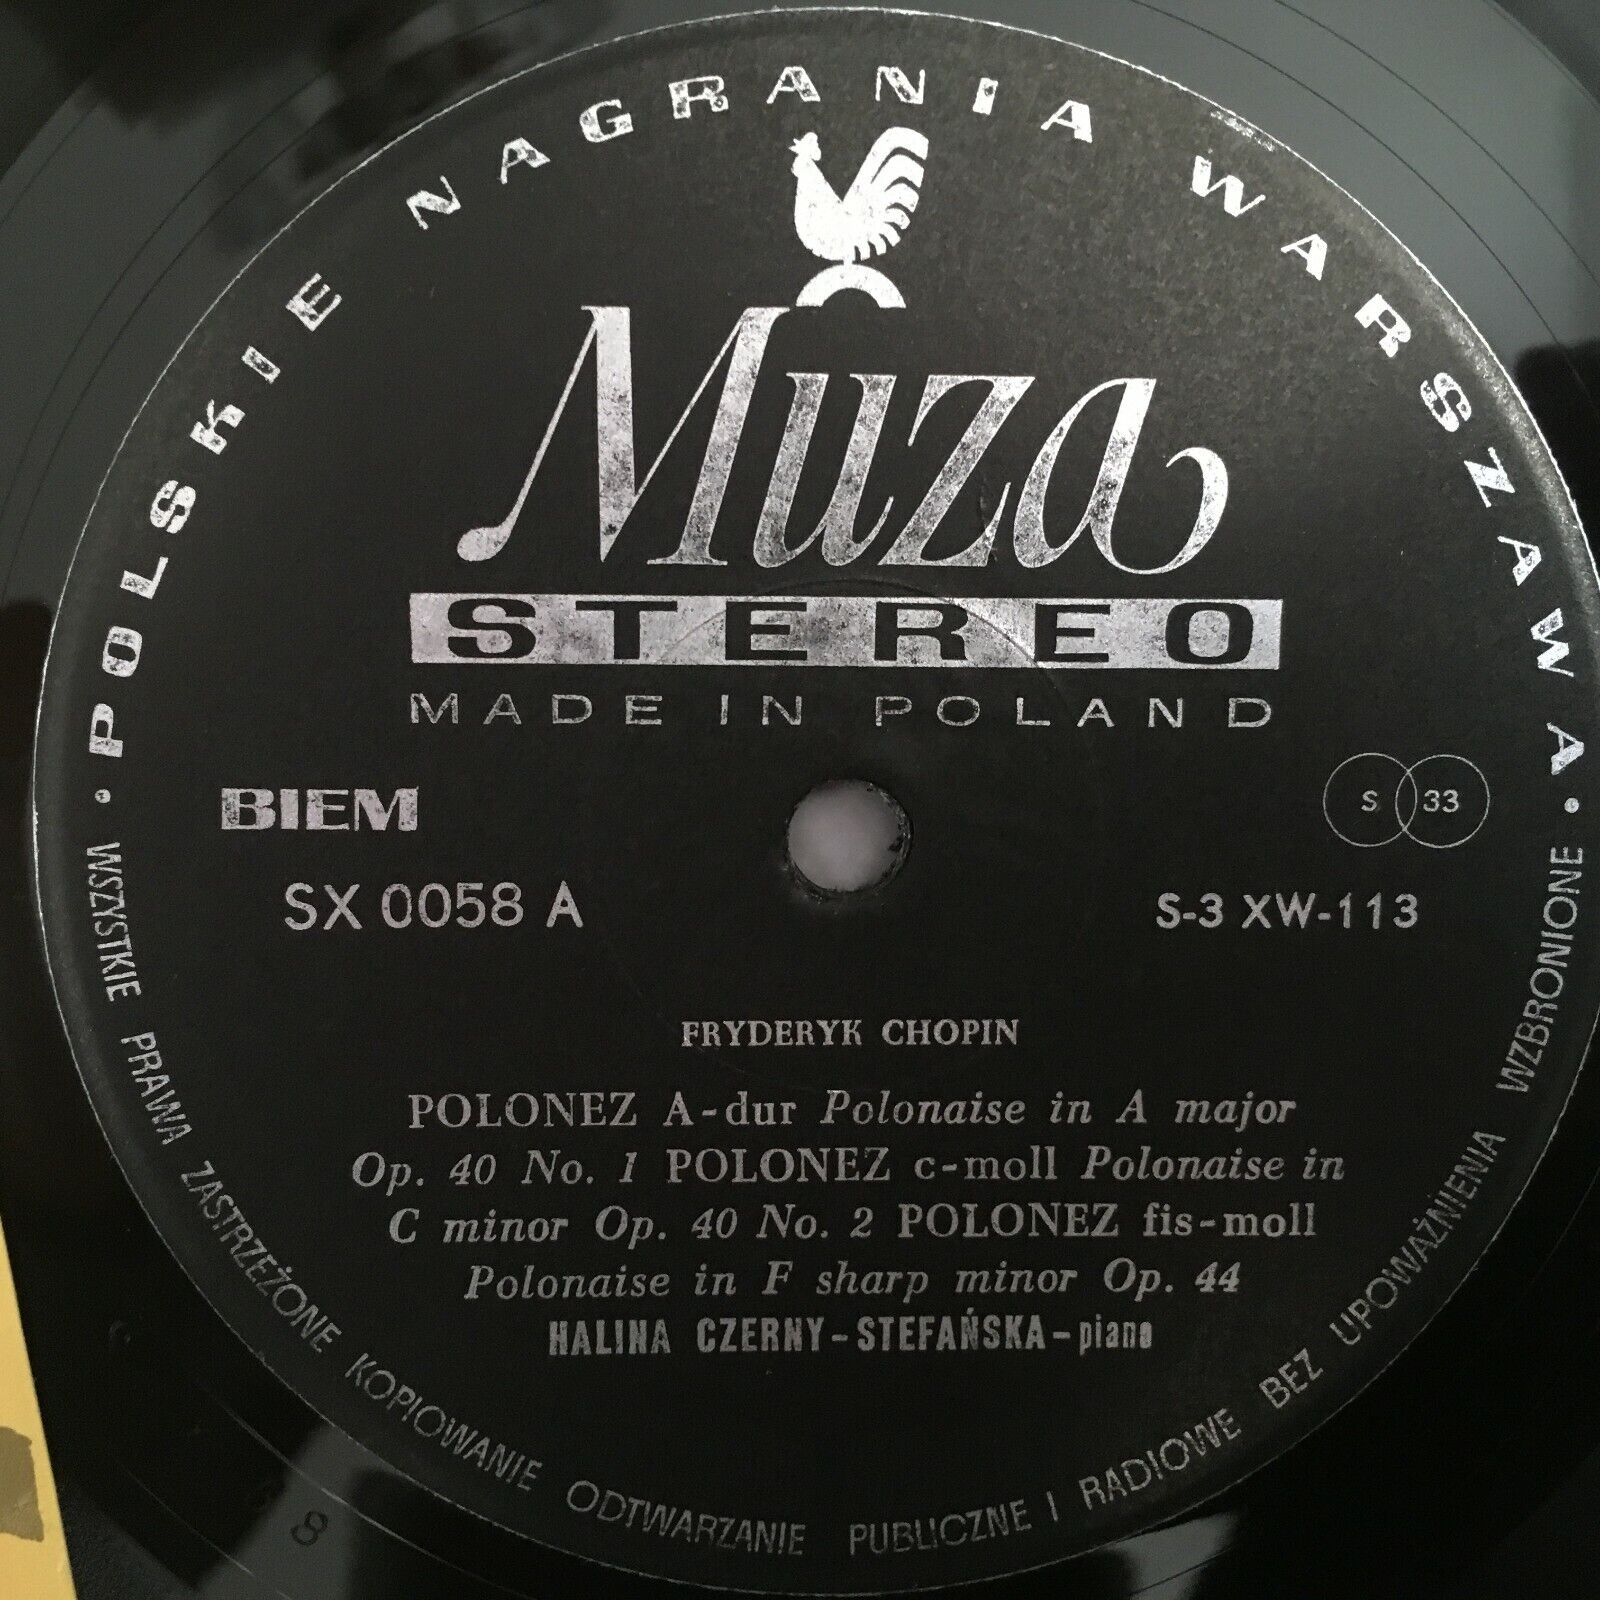 POLSKIE NAGRANIA WARSZAWA
Muza
STEREO
MADE IN POLAND
BIEM
S 33
SX 0058 A
S-3 XW-113
FRYDERYK CHOPIN
POLONEZ A-dur Polonaise in A major
Op. 40 No. 1 POLONEZ c-moll Polonaise in
C minor Op. 40 No. 2 POLONEZ fis-moll
Polonaise in F sharp minor Op. 44
HALINA CZERNY-STEFAŃSKA-piano
WSZYSTKIE PRAWA ZASTRZEŻONE KOPIOWANIE ODTWARZANIE PUBLICZNE I RADIOWE BEZ UPOWAŻNIENIA WZBRONIONE
8